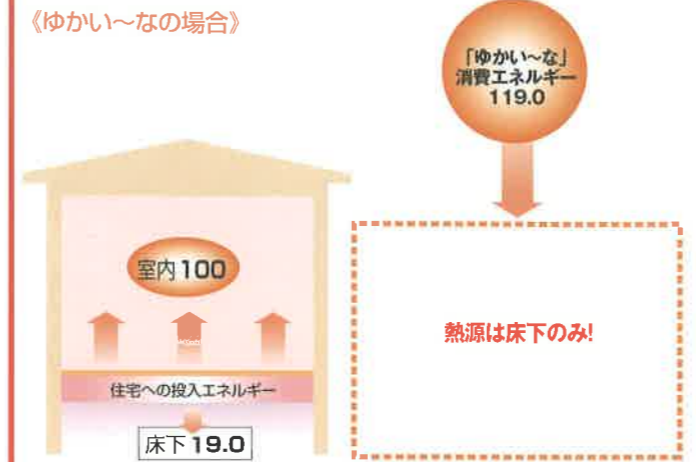 《ゆかい～なの場合》
「ゆかい～な」
消費エネルギー
119.0
室内100
熱源は床下のみ!
住宅への投入エネルギー
床下19.0